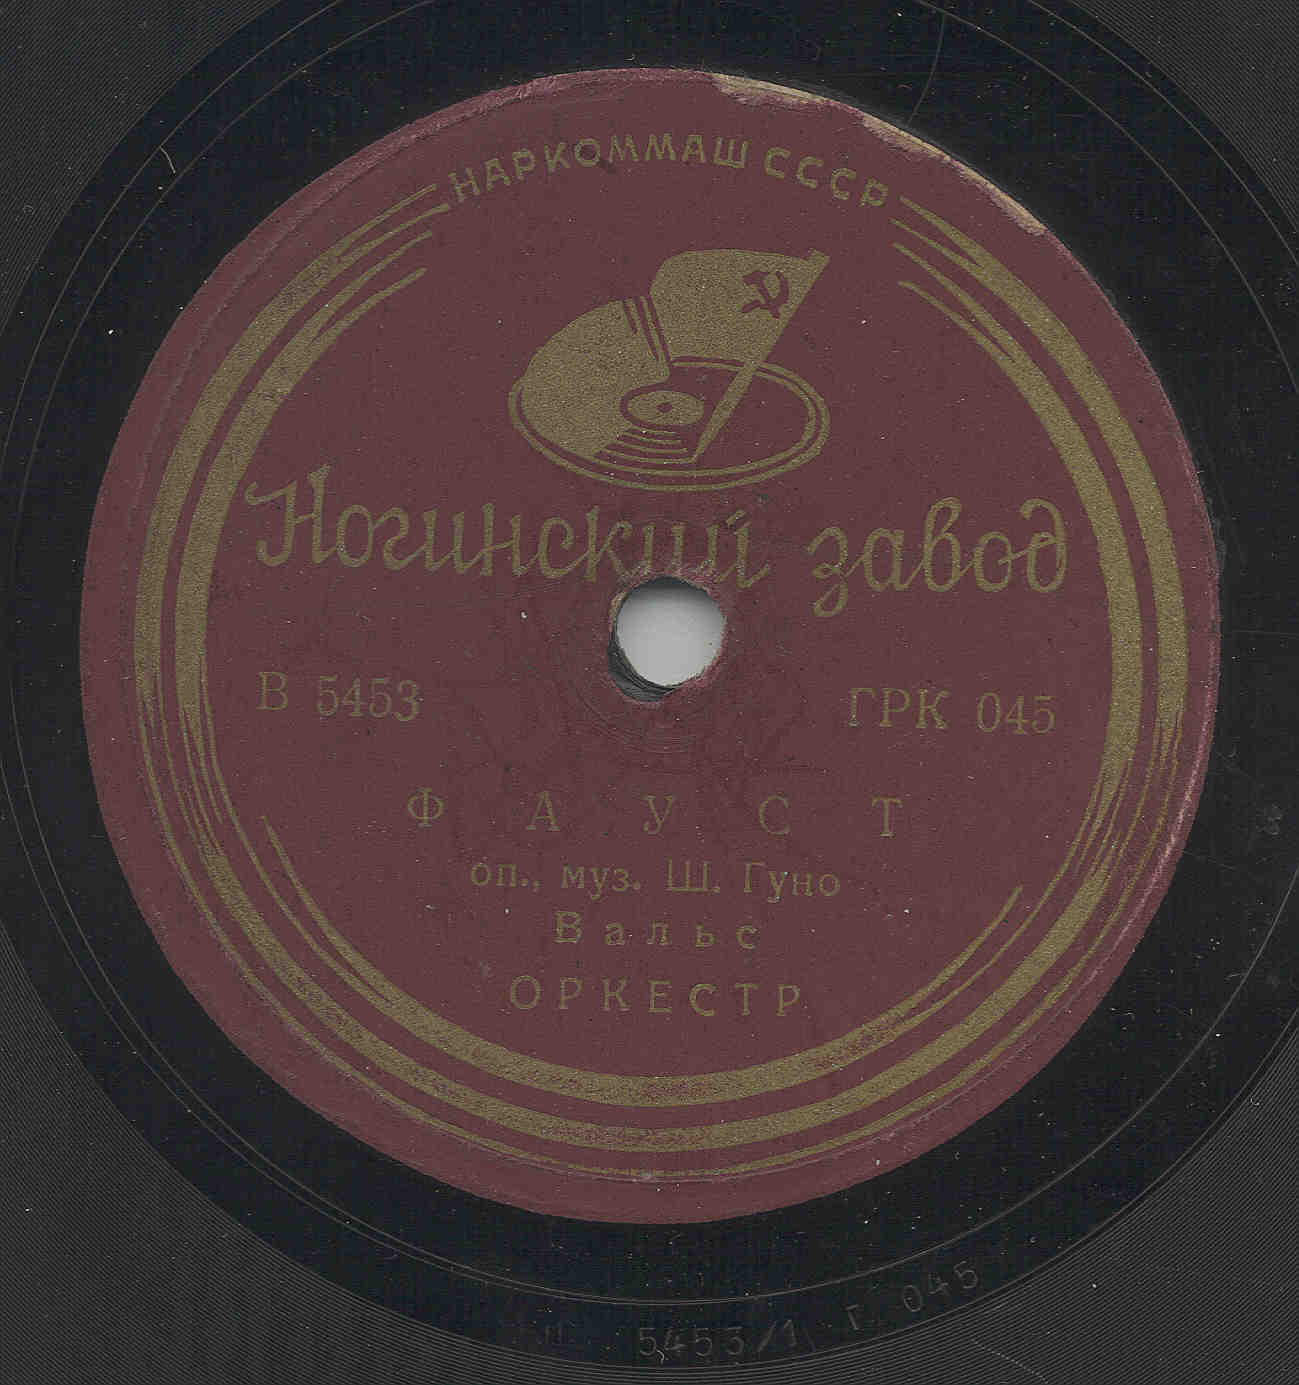 НАРКОММАШ СССР
Ногинский завод
В 5453 ГРК 045
ФАУСТ
оп., муз. Ш. Гуно
Вальс
ОРКЕСТР
5453/1 г 045